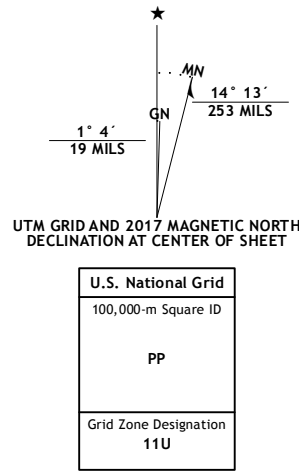 ★
MN
GN
1° 4´
19 MILS
14° 13´
253 MILS
UTM GRID AND 2017 MAGNETIC NORTH
DECLINATION AT CENTER OF SHEET
U.S. National Grid
100,000-m Square ID
PP
Grid Zone Designation
11U